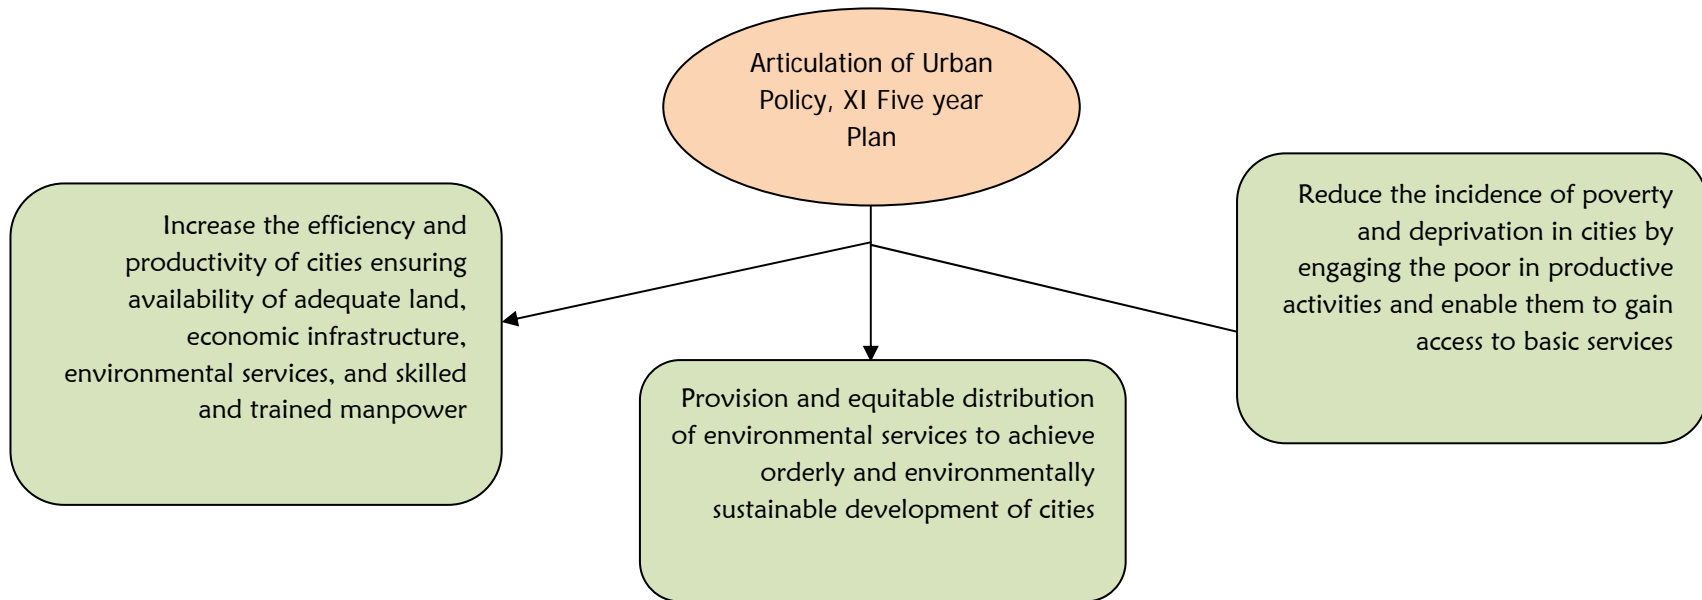 Articulation of Urban
Policy, XI Five year
Plan
Increase the efficiency and
productivity of cities ensuring
availability of adequate land,
economic infrastructure,
environmental services, and skilled
and trained manpower
Provision and equitable distribution
of environmental services to achieve
orderly and environmentally
sustainable development of cities
Reduce the incidence of poverty
and deprivation in cities by
engaging the poor in productive
activities and enable them to gain
access to basic services